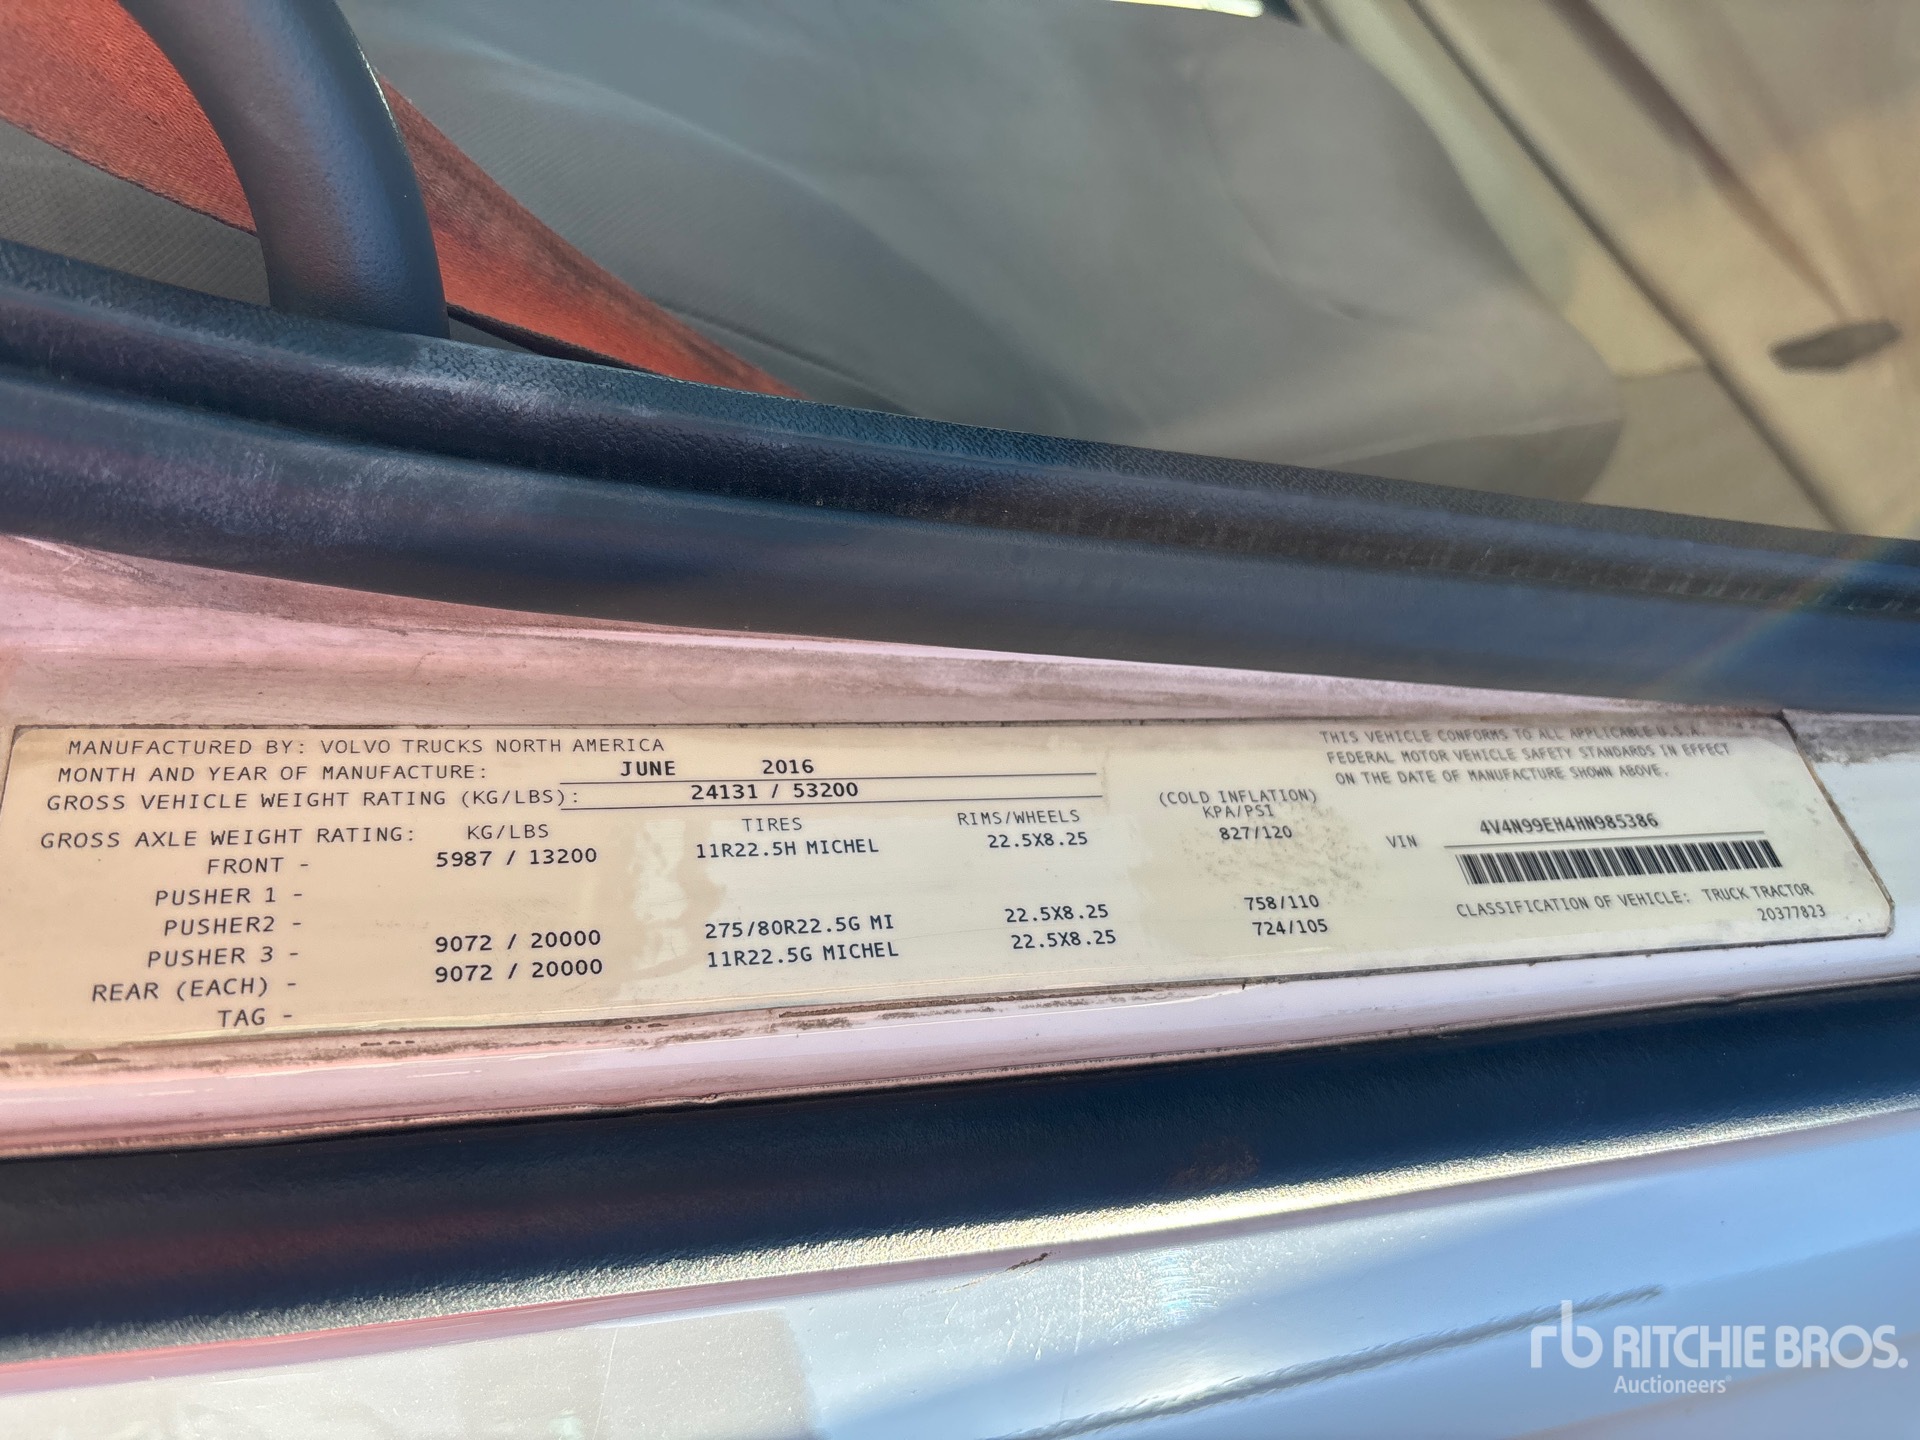 MANUFACTURED BY: VOLVO TRUCKS NORTH AMERICA
MONTH AND YEAR OF MANUFACTURE: JUNE 2016
GROSS VEHICLE WEIGHT RATING (KG/LBS): 24131 / 53200
GROSS AXLE WEIGHT RATING: KG/LBS TIRES RIMS/WHEELS (COLD INFLATION) KPA/PSI
FRONT - 5987 / 13200 11R22.5H MICHEL 22.5X8.25 827/120
PUSHER 1 -
PUSHER2 -
PUSHER 3 - 9072 / 20000 275/80R22.5G MI 22.5X8.25 758/110
REAR (EACH) - 9072 / 20000 11R22.5G MICHEL 22.5X8.25 724/105
TAG -
THIS VEHICLE CONFORMS TO ALL APPLICABLE U.S.A.
FEDERAL MOTOR VEHICLE SAFETY STANDARDS IN EFFECT
ON THE DATE OF MANUFACTURE SHOWN ABOVE.
VIN 4V4N99EH4HN985386
CLASSIFICATION OF VEHICLE: TRUCK TRACTOR
20377823
rb RITCHIE BROS.
Auctioneers